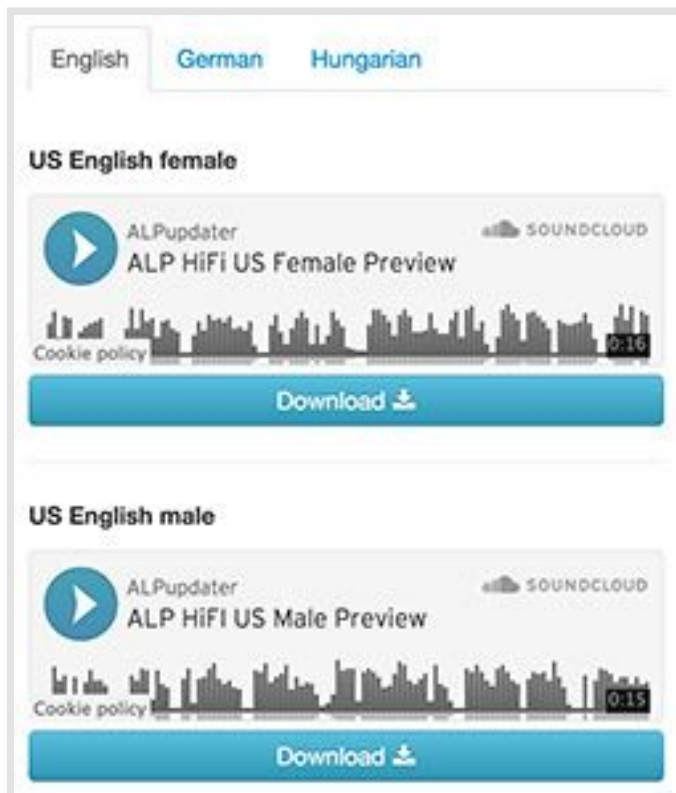 English German Hungarian
US English female
ALPupdater SOUNDCLOUD
ALP HiFi US Female Preview
Cookie policy 0:16
Download
US English male
ALPupdater SOUNDCLOUD
ALP HiFI US Male Preview
Cookie policy 0:15
Download